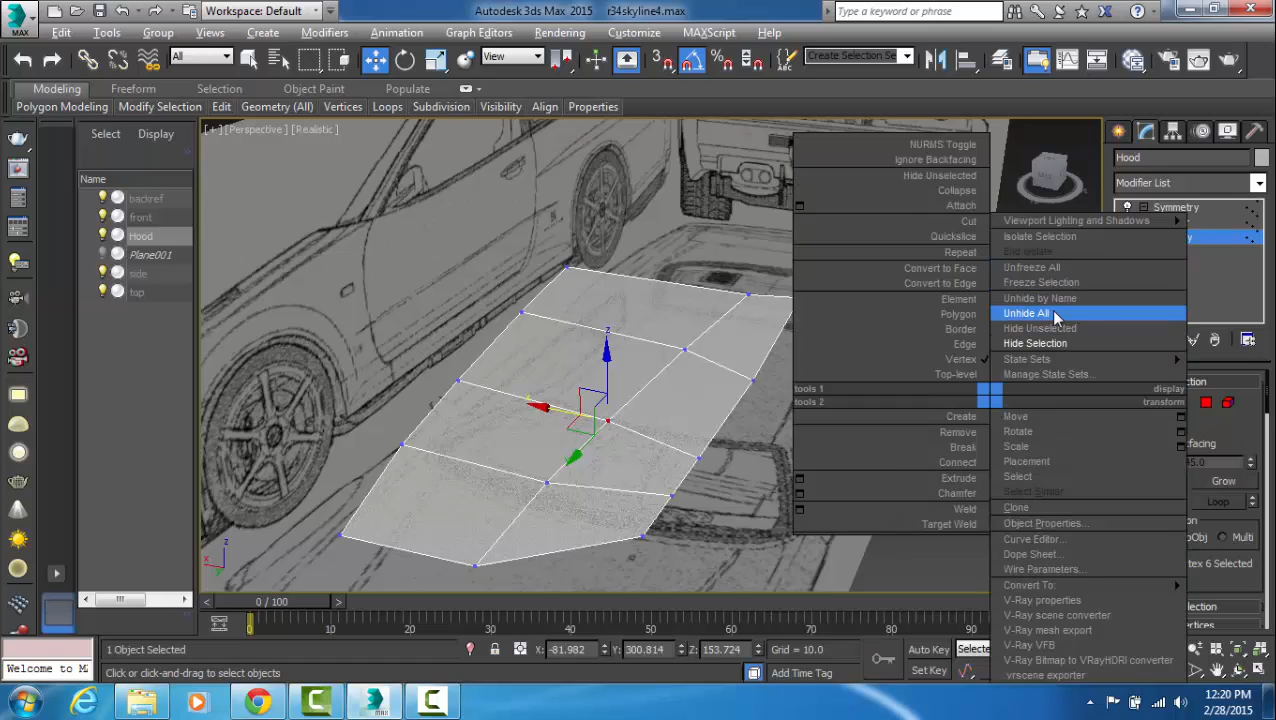 Workspace: Default
Autodesk 3ds Max 2015 r34skyline4.max
Type a keyword or phrase
MAX
Edit Tools Group Views Create Modifiers Animation Graph Editors Rendering Customize MAXScript Help
All
View
3
Create Selection Se
Modeling Freeform Selection Object Paint Populate
Polygon Modeling Modify Selection Edit Geometry (All) Vertices Loops Subdivision Visibility Align Properties
Select Display
Name
backref
front
Hood
Plane001
side
top
[+] [Perspective] [Realistic]
NURMS Toggle
Ignore Backfacing
Hide Unselected
Collapse
Attach
Cut
Quickslice
Repeat
Convert to Face
Convert to Edge
Element
Polygon
Border
Edge
Vertex
Top-level
tools 1
tools 2
Create
Remove
Break
Connect
Extrude
Chamfer
Weld
Target Weld
Viewport Lighting and Shadows
Isolate Selection
End Isolate
Unfreeze All
Freeze Selection
Unhide by Name
Unhide All
Hide Unselected
Hide Selection
State Sets
Manage State Sets...
display
transform
Move
Rotate
Scale
Placement
Select
Select Similar
Clone
Object Properties...
Curve Editor...
Dope Sheet...
Wire Parameters...
Convert To:
V-Ray properties
V-Ray scene converter
V-Ray mesh export
V-Ray VFB
V-Ray Bitmap to VRayHDRI converter
.vrscene exporter
Hood
Modifier List
Symmetry
Grow
Loop
Multi
z
x
y
0 / 100
0 10 20 30 40 50 60 70 80 90
1 Object Selected
X: -81.982 Y: 300.814 Z: 153.724 Grid = 10.0
Auto Key
Set Key
Welcome to M
Click or click-and-drag to select objects
Add Time Tag
12:20 PM
2/28/2015